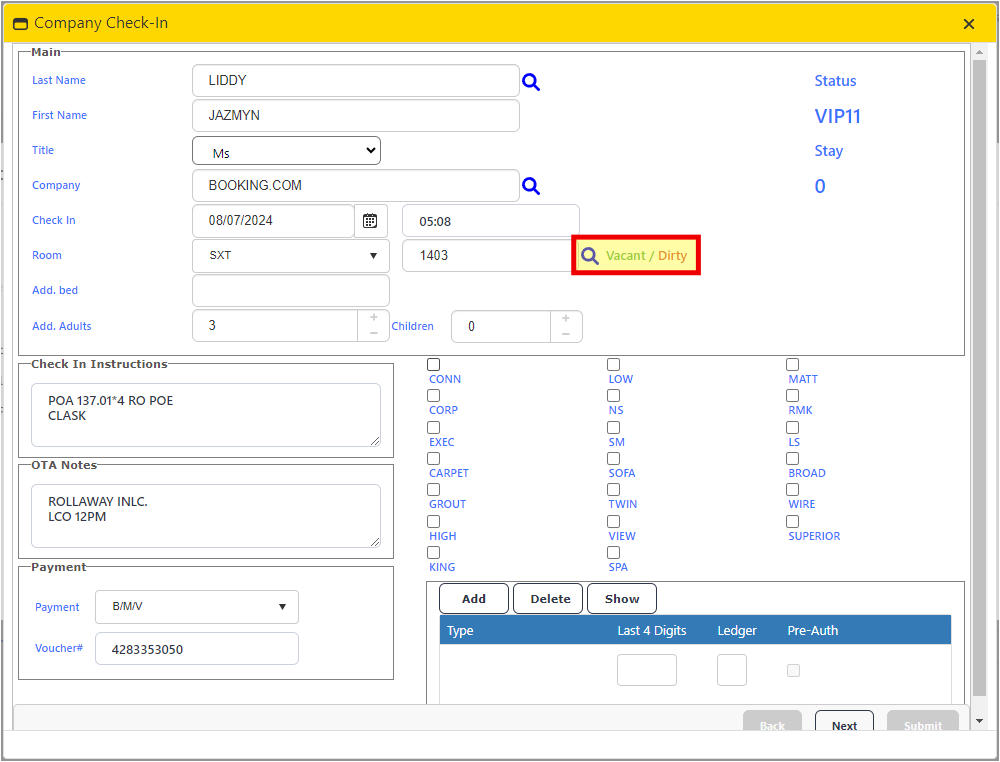 Company Check-In
Main
Last Name LIDDY Status
First Name JAZMYN VIP11
Title Ms Stay
Company BOOKING.COM 0
Check In 08/07/2024 05:08
Room SXT 1403 Vacant / Dirty
Add. bed
Add. Adults 3 Children 0
Check In Instructions
POA 137.01*4 RO POE
CLASK
OTA Notes
ROLLAWAY INLC.
LCO 12PM
Payment
Payment B/M/V
Voucher# 4283353050
CONN LOW MATT
CORP NS RMK
EXEC SM LS
CARPET SOFA BROAD
GROUT TWIN WIRE
HIGH VIEW SUPERIOR
KING SPA
Add Delete Show
Type Last 4 Digits Ledger Pre-Auth
Back Next Submit